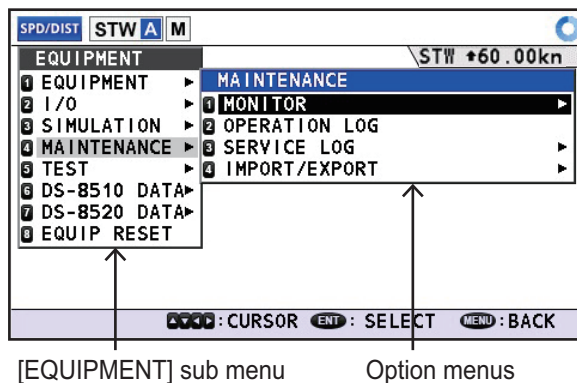 SPD/DIST STW A M
EQUIPMENT
STW 60.00kn
1 EQUIPMENT
2 I/O
3 SIMULATION
4 MAINTENANCE
5 TEST
6 DS-8510 DATA
7 DS-8520 DATA
8 EQUIP RESET
MAINTENANCE
1 MONITOR
2 OPERATION LOG
3 SERVICE LOG
4 IMPORT/EXPORT
:CURSOR ENT: SELECT MENU:BACK
[EQUIPMENT] sub menu
Option menus